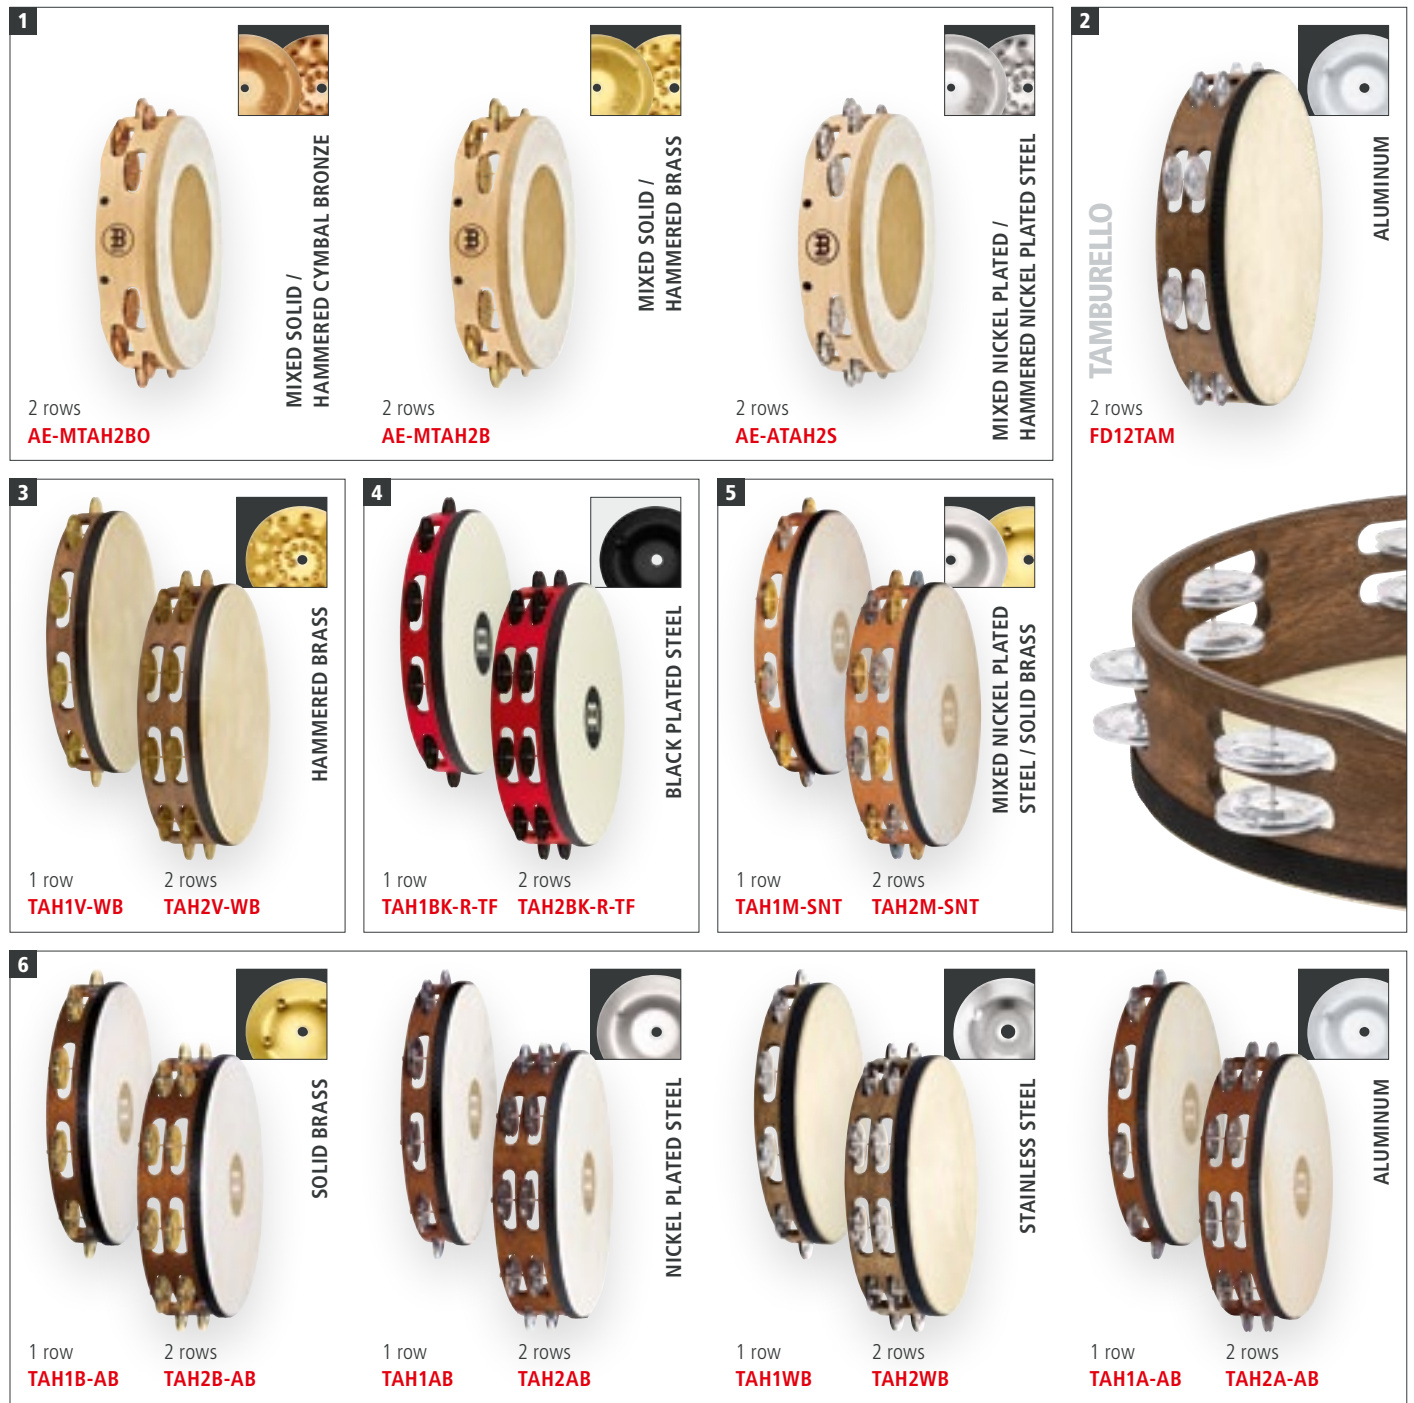 1
MIXED SOLID /
HAMMERED CYMBAL BRONZE
2 rows
AE-MTAH2BO
MIXED SOLID /
HAMMERED BRASS
2 rows
AE-MTAH2B
MIXED NICKEL PLATED /
HAMMERED NICKEL PLATED STEEL
2 rows
AE-ATAH2S
2
TAMBURELLO
ALUMINUM
2 rows
FD12TAM
3
HAMMERED BRASS
1 row
TAH1V-WB
2 rows
TAH2V-WB
4
BLACK PLATED STEEL
1 row
TAH1BK-R-TF
2 rows
TAH2BK-R-TF
5
MIXED NICKEL PLATED
STEEL / SOLID BRASS
1 row
TAH1M-SNT
2 rows
TAH2M-SNT
6
SOLID BRASS
1 row
TAH1B-AB
2 rows
TAH2B-AB
NICKEL PLATED STEEL
1 row
TAH1AB
2 rows
TAH2AB
STAINLESS STEEL
1 row
TAH1WB
2 rows
TAH2WB
ALUMINUM
1 row
TAH1A-AB
2 rows
TAH2A-AB